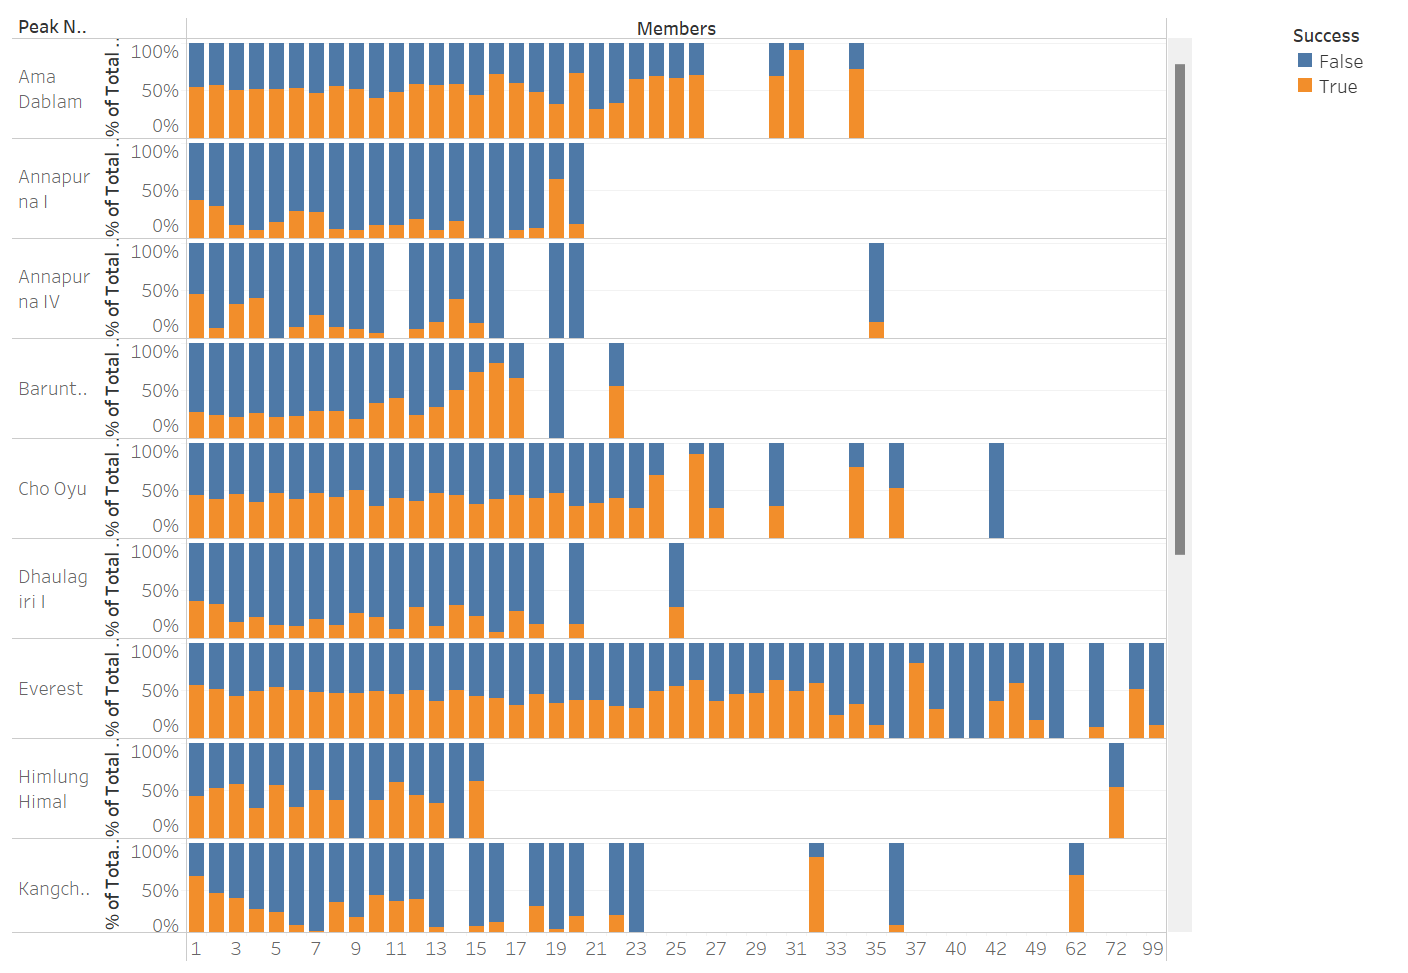 Peak N..
Members
Success
False
True
Ama
Dablam
% of Total ..
100%
50%
0%
Annapur
na I
% of Total ..
100%
50%
0%
Annapur
na IV
% of Total ..
100%
50%
0%
Barunt..
% of Total ..
100%
50%
0%
Cho Oyu
% of Total ..
100%
50%
0%
Dhaulag
iri I
% of Total ..
100%
50%
0%
Everest
% of Total ..
100%
50%
0%
Himlung
Himal
% of Total ..
100%
50%
0%
Kangch..
% of Tota..
100%
50%
0%
1 3 5 7 9 11 13 15 17 19 21 23 25 27 29 31 33 35 37 40 42 49 62 72 99